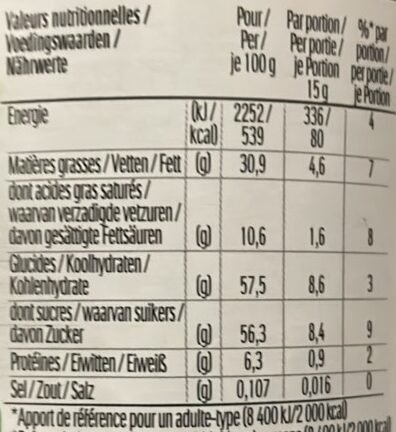 Valeurs nutritionnelles / Pour / Par portion / %* par
Voedingswaarden / Per / Per portie / portion /
Nährwerte je 100 g je Portion per portie /
15 g je Portion
Energie (kJ / 2252 / 336 / 4
kcal) 539 80
Matières grasses / Vetten / Fett (g) 30,9 4,6 7
dont acides gras saturés /
waarvan verzadigde vetzuren /
davon gesättigte Fettsäuren (g) 10,6 1,6 8
Glucides / Koolhydraten /
Kohlenhydrate (g) 57,5 8,6 3
dont sucres / waarvan suikers /
davon Zucker (g) 56,3 8,4 9
Protéines / Eiwitten / Eiweiß (g) 6,3 0,9 2
Sel / Zout / Salz (g) 0,107 0,016 0
*Apport de référence pour un adulte-type (8 400 kJ/2 000 kcal)